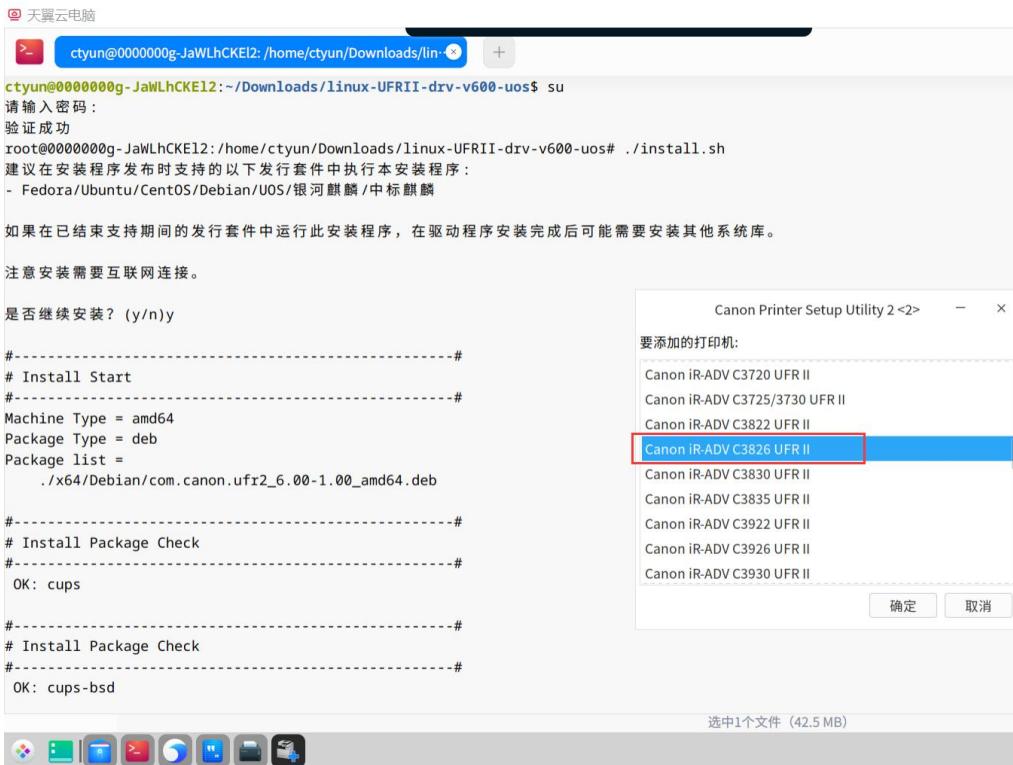 天翼云电脑
ctyun@0000000g-JaWLhCKEl2: /home/ctyun/Downloads/lin··
ctyun@0000000g-JaWLhCKEl2:~/Downloads/linux-UFRII-drv-v600-uos$ su
请输入密码:
验证成功
root@0000000g-JaWLhCKEl2:/home/ctyun/Downloads/linux-UFRII-drv-v600-uos# ./install.sh
建议在安装程序发布时支持的以下发行套件中执行本安装程序:
- Fedora/Ubuntu/CentOS/Debian/UOS/银河麒麟/中标麒麟
如果在已结束支持期间的发行套件中运行此安装程序，在驱动程序安装完成后可能需要安装其他系统库。
注意安装需要互联网连接。
是否继续安装？(y/n)y
#----------------------------------------------------#
# Install Start
#----------------------------------------------------#
Machine Type = amd64
Package Type = deb
Package list =
./x64/Debian/com.canon.ufr2_6.00-1.00_amd64.deb
#----------------------------------------------------#
# Install Package Check
#----------------------------------------------------#
OK: cups
#----------------------------------------------------#
# Install Package Check
#----------------------------------------------------#
OK: cups-bsd
Canon Printer Setup Utility 2 <2>
要添加的打印机:
Canon iR-ADV C3720 UFR II
Canon iR-ADV C3725/3730 UFR II
Canon iR-ADV C3822 UFR II
Canon iR-ADV C3826 UFR II
Canon iR-ADV C3830 UFR II
Canon iR-ADV C3835 UFR II
Canon iR-ADV C3922 UFR II
Canon iR-ADV C3926 UFR II
Canon iR-ADV C3930 UFR II
确定 取消
选中1个文件（42.5 MB）